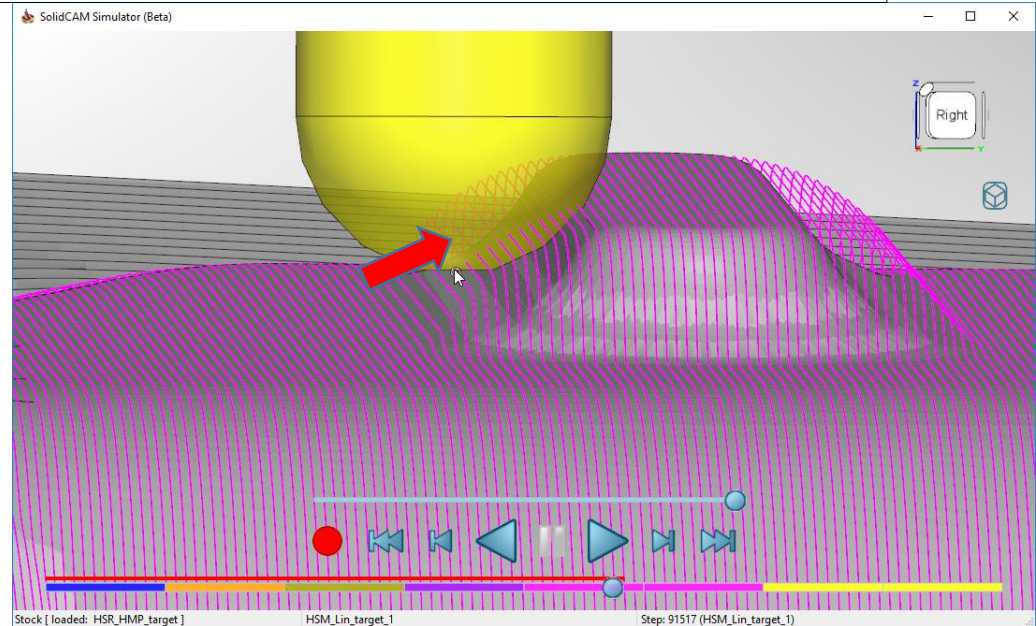 SolidCAM Simulator (Beta)
Z
Right
X
Y
Stock [ loaded:  HSR_HMP_target ]
HSM_Lin_target_1
Step: 91517 (HSM_Lin_target_1)